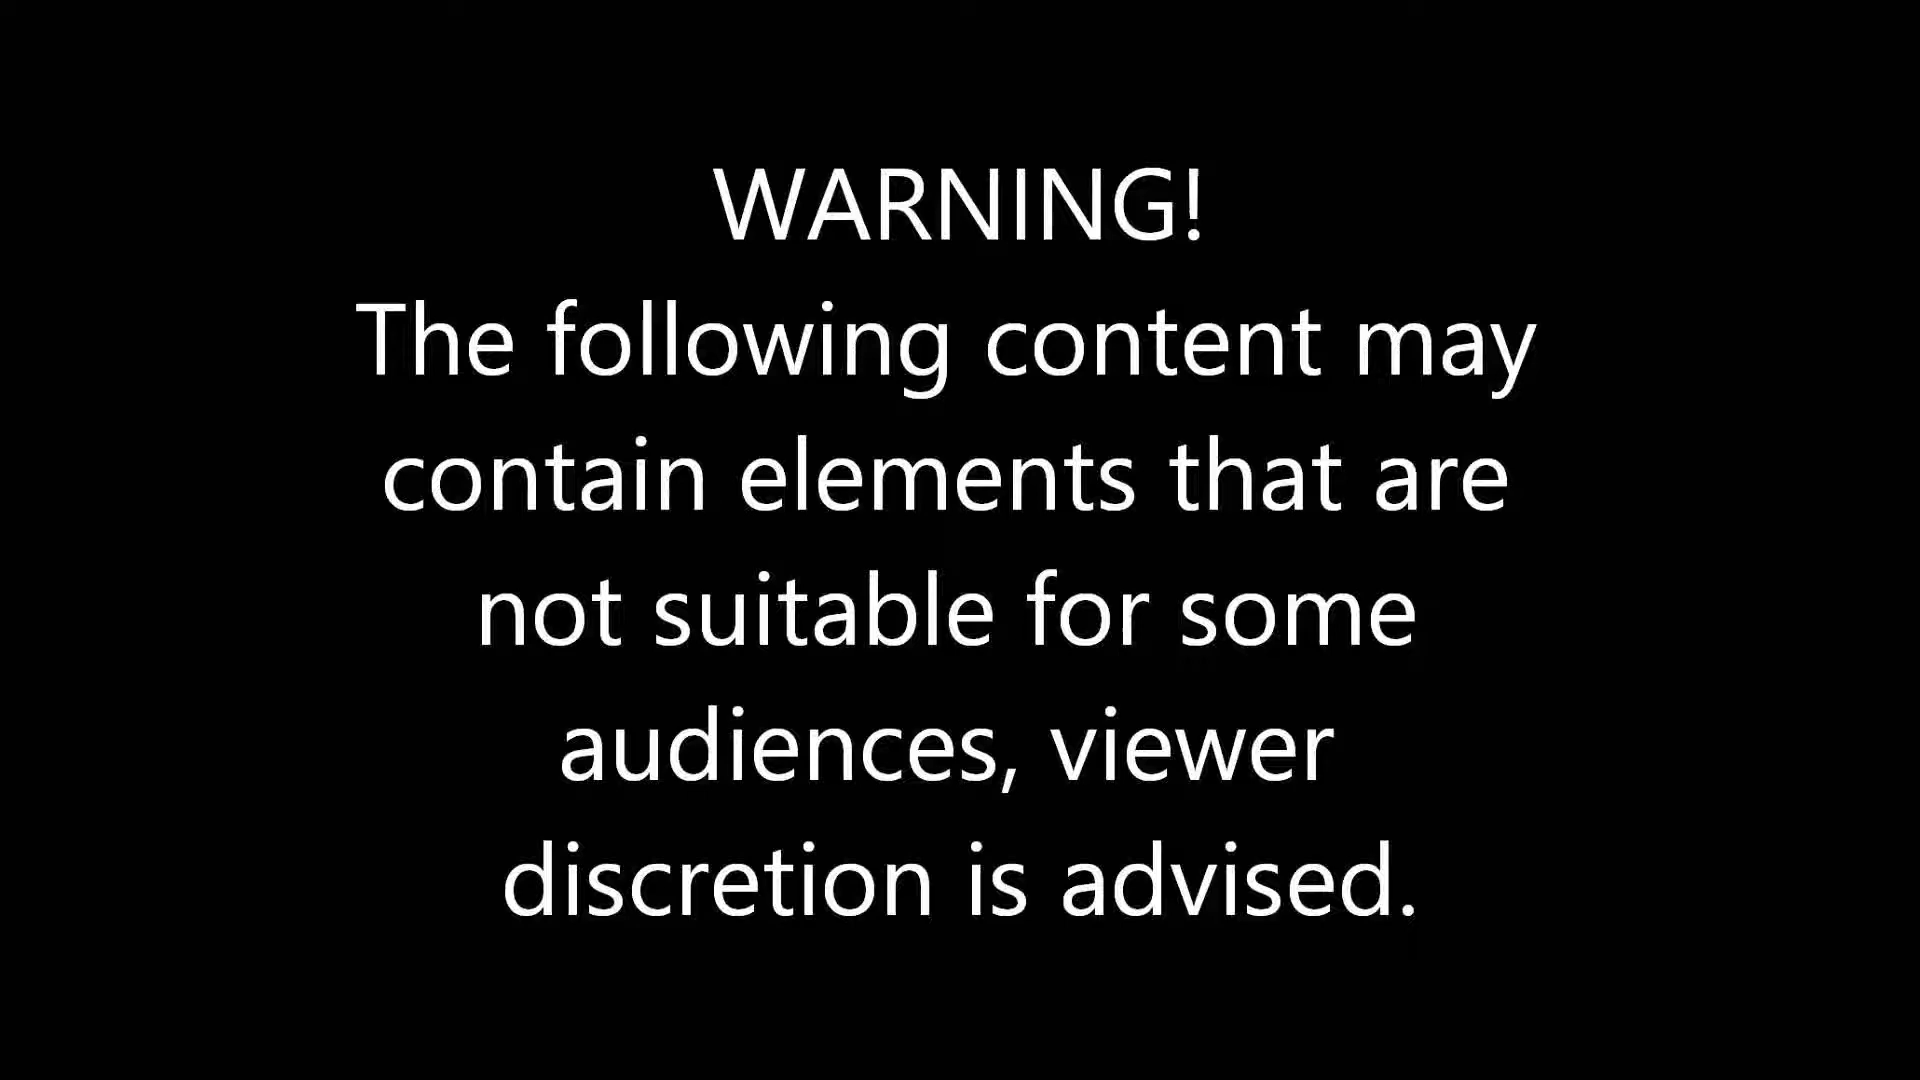 WARNING!
The following content may
contain elements that are
not suitable for some
audiences, viewer
discretion is advised.